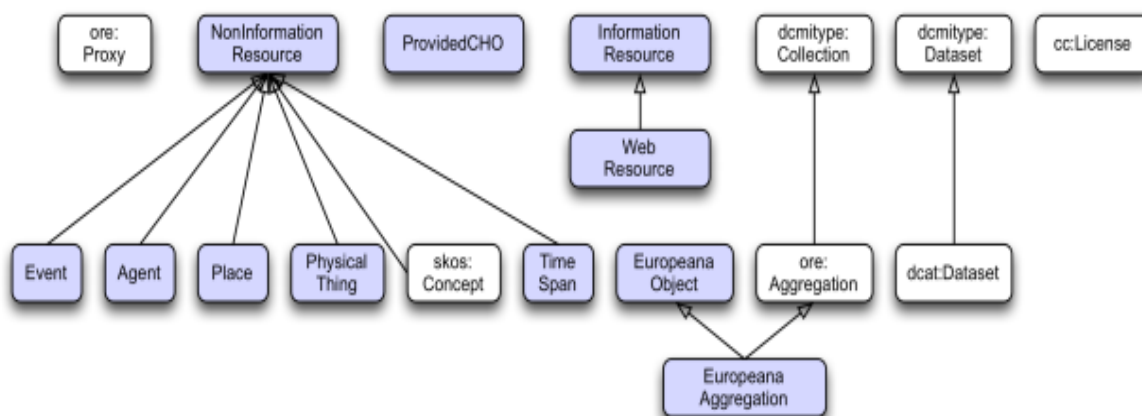 ore:
Proxy
NonInformation
Resource
ProvidedCHO
Information
Resource
dcmitype:
Collection
dcmitype:
Dataset
cc:License
Web
Resource
Event
Agent
Place
Physical
Thing
skos:
Concept
Time
Span
Europeana
Object
ore:
Aggregation
dcat:Dataset
Europeana
Aggregation